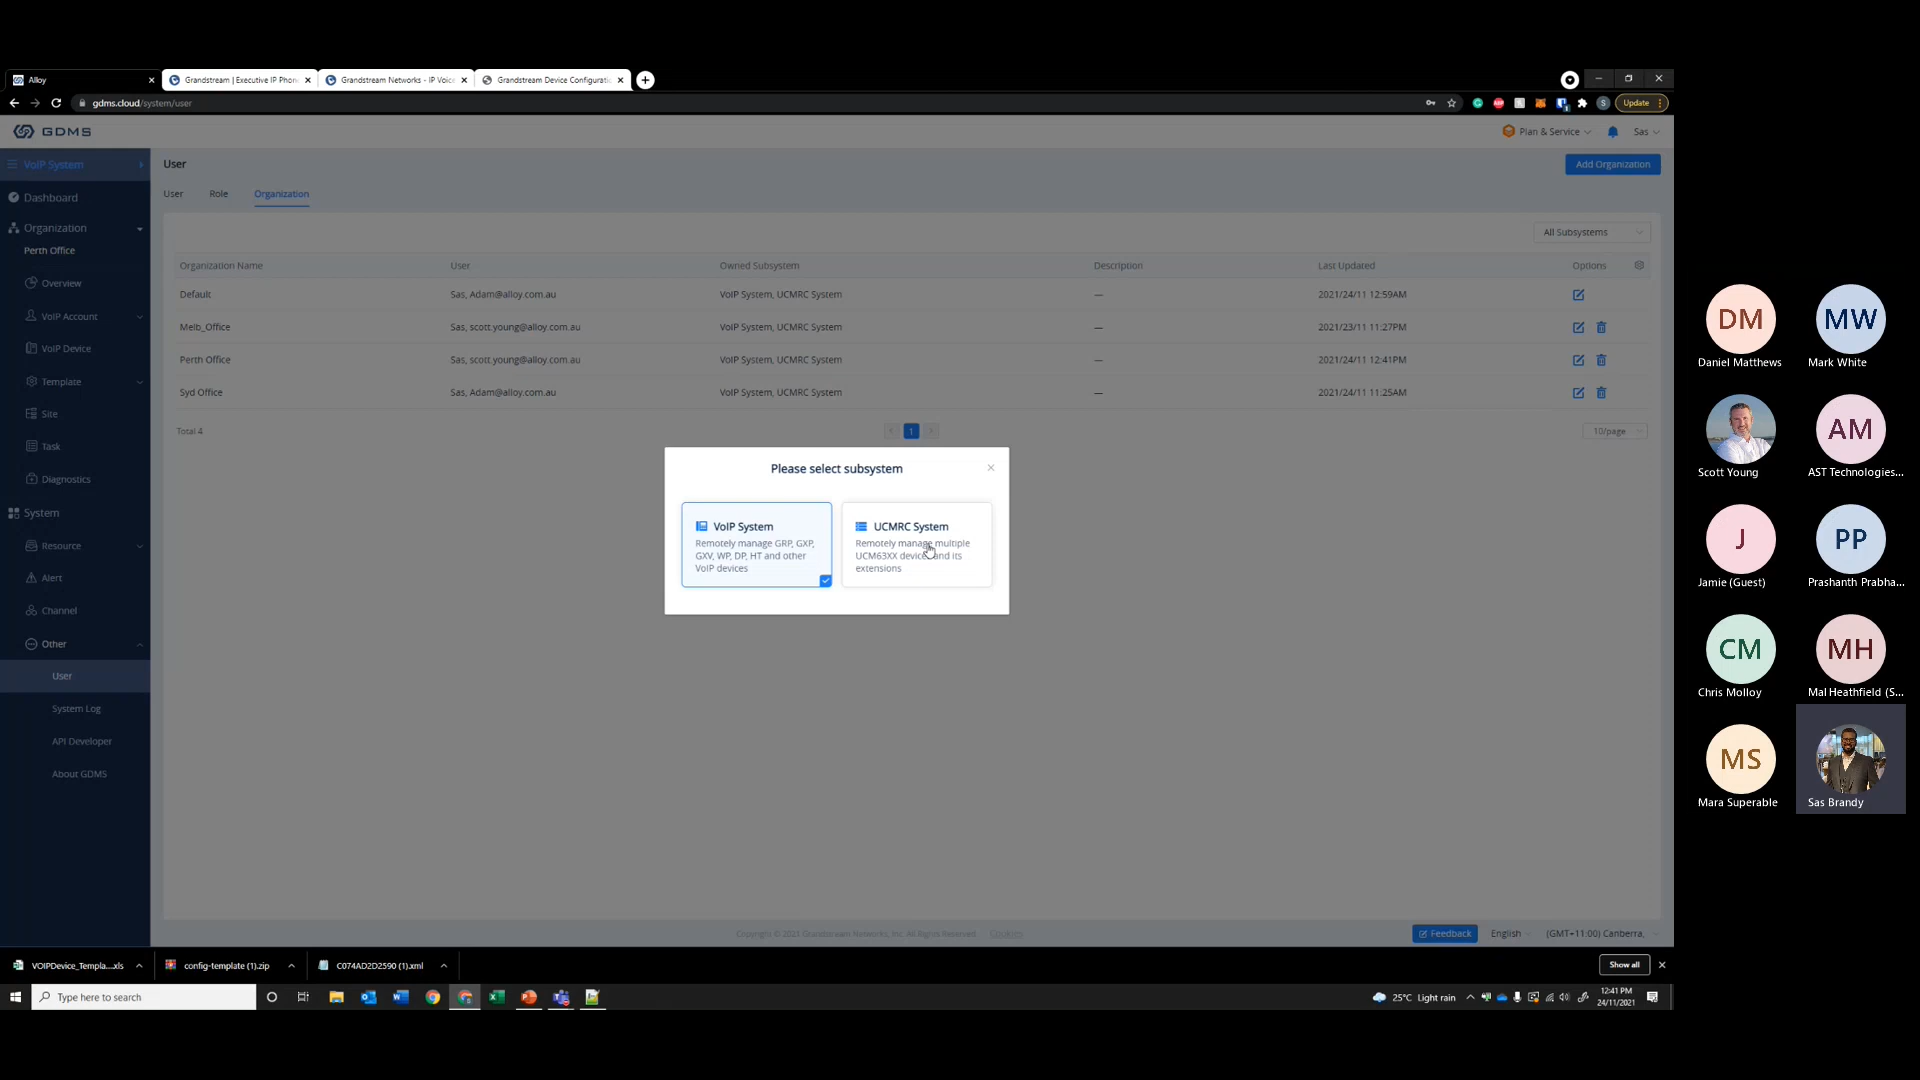 Alloy
Grandstream | Executive IP Phon
Grandstream Networks - IP Voic
Grandstream Device Configurati
gdms.cloud/system/user
Update
GDMS
Plan & Service
Sas
VoIP System
User
Add Organization
User
Role
Organization
Dashboard
Organization
Perth Office
Overview
VoIP Account
VoIP Device
Template
Site
Task
Diagnostics
System
Resource
Alert
Channel
Other
User
System Log
API Developer
About GDMS
All Subsystems
Organization Name User Owned Subsystem Description Last Updated Options
Default Sas, Adam@alloy.com.au VoIP System, UCMRC System — 2021/24/11 12:59AM
Melb_Office Sas, scott.young@alloy.com.au VoIP System, UCMRC System — 2021/23/11 11:27PM
Perth Office Sas, scott.young@alloy.com.au VoIP System, UCMRC System — 2021/24/11 12:41PM
Syd Office Sas, Adam@alloy.com.au VoIP System, UCMRC System — 2021/24/11 11:25AM
Total 4
< 1 >
10/page
Please select subsystem
VoIP System
Remotely manage GRP, GXP,
GXV, WP, DP, HT and other
VoIP devices
UCMRC System
Remotely manage multiple
UCM63XX device and its
extensions
Copyright © 2021 Grandstream Networks, Inc. All Rights Reserved. Cookies
Feedback
English
(GMT+11:00) Canberra,
VOIPDevice_Templa....xls
config-template (1).zip
C074AD2D2590 (1).xml
Show all
Type here to search
25°C Light rain
12:41 PM
24/11/2021
DM
Daniel Matthews
MW
Mark White
Scott Young
AM
AST Technologies...
J
Jamie (Guest)
PP
Prashanth Prabha...
CM
Chris Molloy
MH
Mal Heathfield (S...
MS
Mara Superable
Sas Brandy